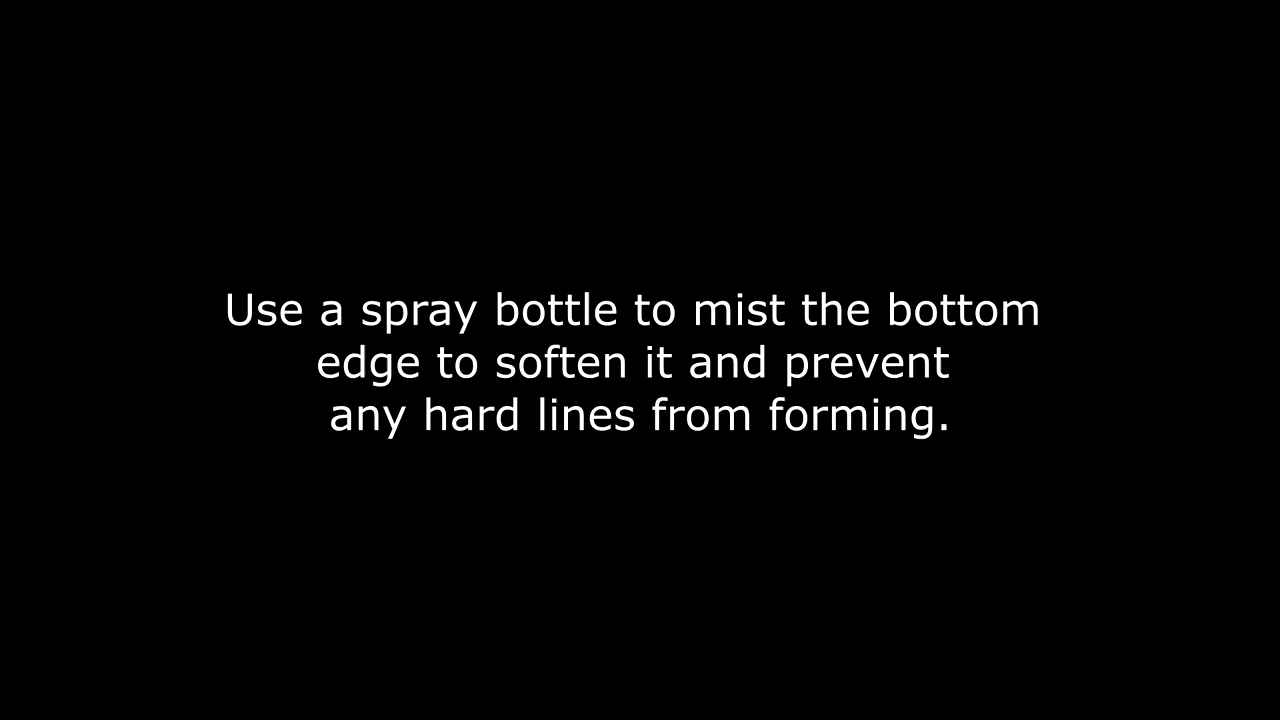 Use a spray bottle to mist the bottom
edge to soften it and prevent
any hard lines from forming.